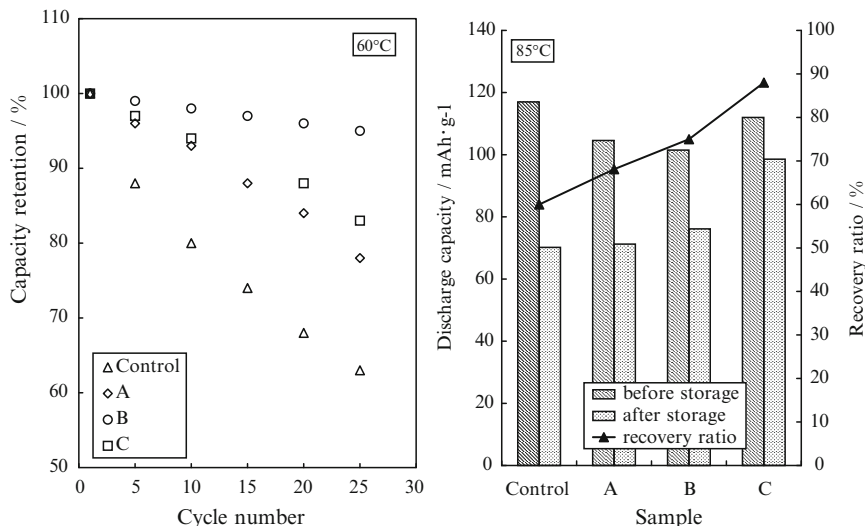 110
100
90
80
70
60
50
Capacity retention / %
60°C
Control
A
B
C
0
5
10
15
20
25
30
Cycle number
140
120
100
80
60
40
20
0
Discharge capacity / mAh·g-1
85°C
before storage
after storage
recovery ratio
100
90
80
70
60
50
40
30
20
10
0
Recovery ratio / %
Control
A
B
C
Sample